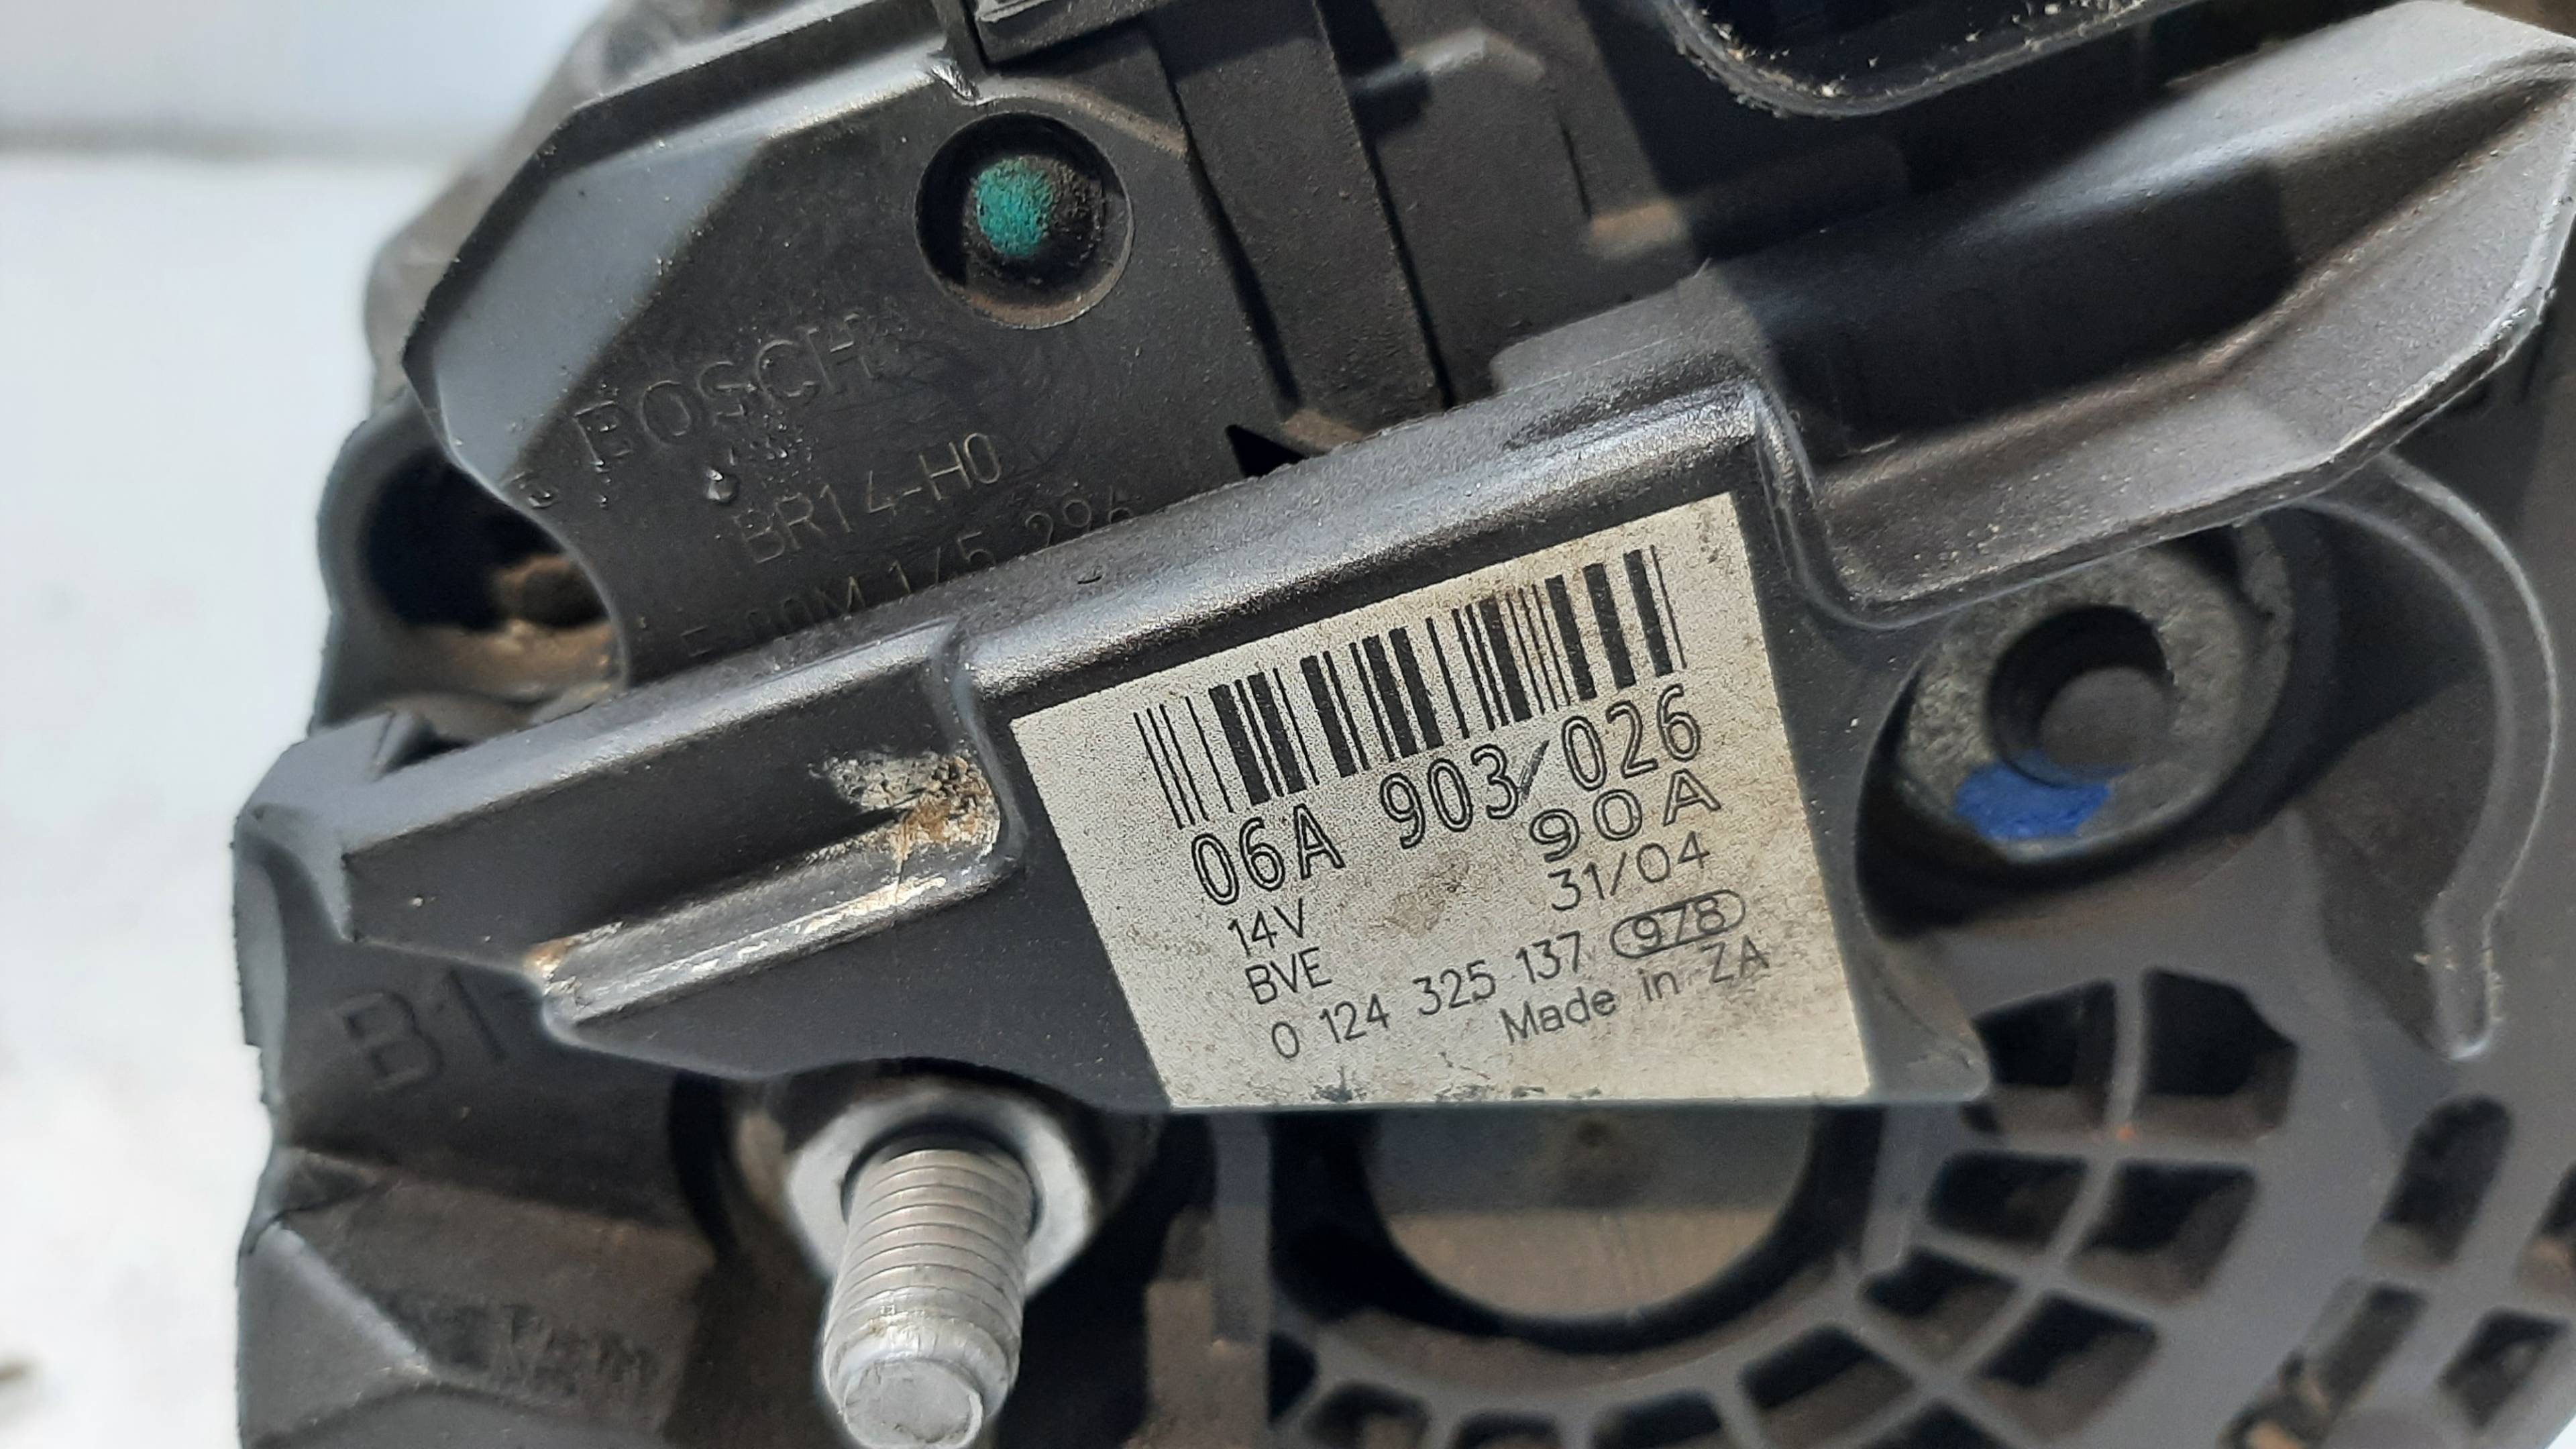 BOSCH
BR14-H0
06A 903 026
90A
14V 31/04
BVE
0 124 325 137 978
Made in ZA
B1